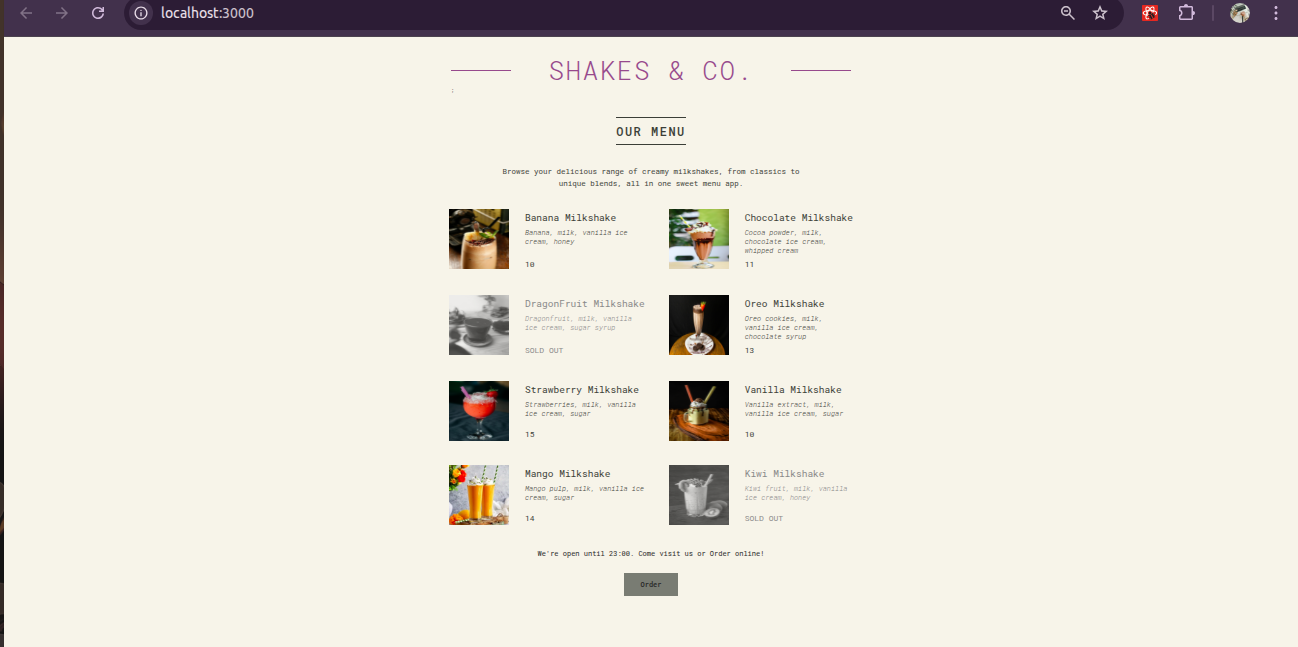 localhost:3000
SHAKES & CO.
;
OUR MENU
Browse your delicious range of creamy milkshakes, from classics to
unique blends, all in one sweet menu app.
Banana Milkshake
Banana, milk, vanilla ice
cream, honey
10
Chocolate Milkshake
Cocoa powder, milk,
chocolate ice cream,
whipped cream
11
DragonFruit Milkshake
Dragonfruit, milk, vanilla
ice cream, sugar syrup
SOLD OUT
Oreo Milkshake
Oreo cookies, milk,
vanilla ice cream,
chocolate syrup
13
Strawberry Milkshake
Strawberries, milk, vanilla
ice cream, sugar
15
Vanilla Milkshake
Vanilla extract, milk,
vanilla ice cream, sugar
10
Mango Milkshake
Mango pulp, milk, vanilla ice
cream, sugar
14
Kiwi Milkshake
Kiwi fruit, milk, vanilla
ice cream, honey
SOLD OUT
We're open until 23:00. Come visit us or Order online!
Order